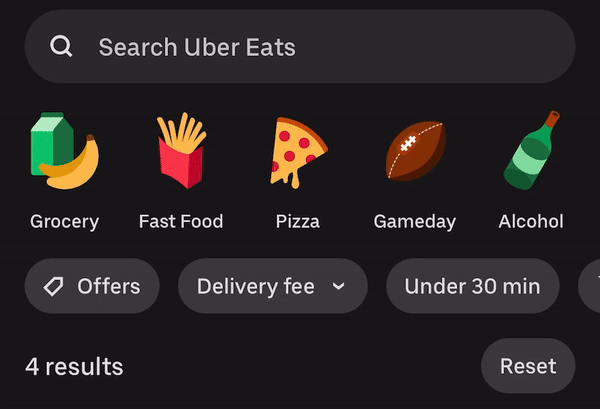 Search Uber Eats
Grocery
Fast Food
Pizza
Gameday
Alcohol
Offers
Delivery fee
Under 30 min
4 results
Reset